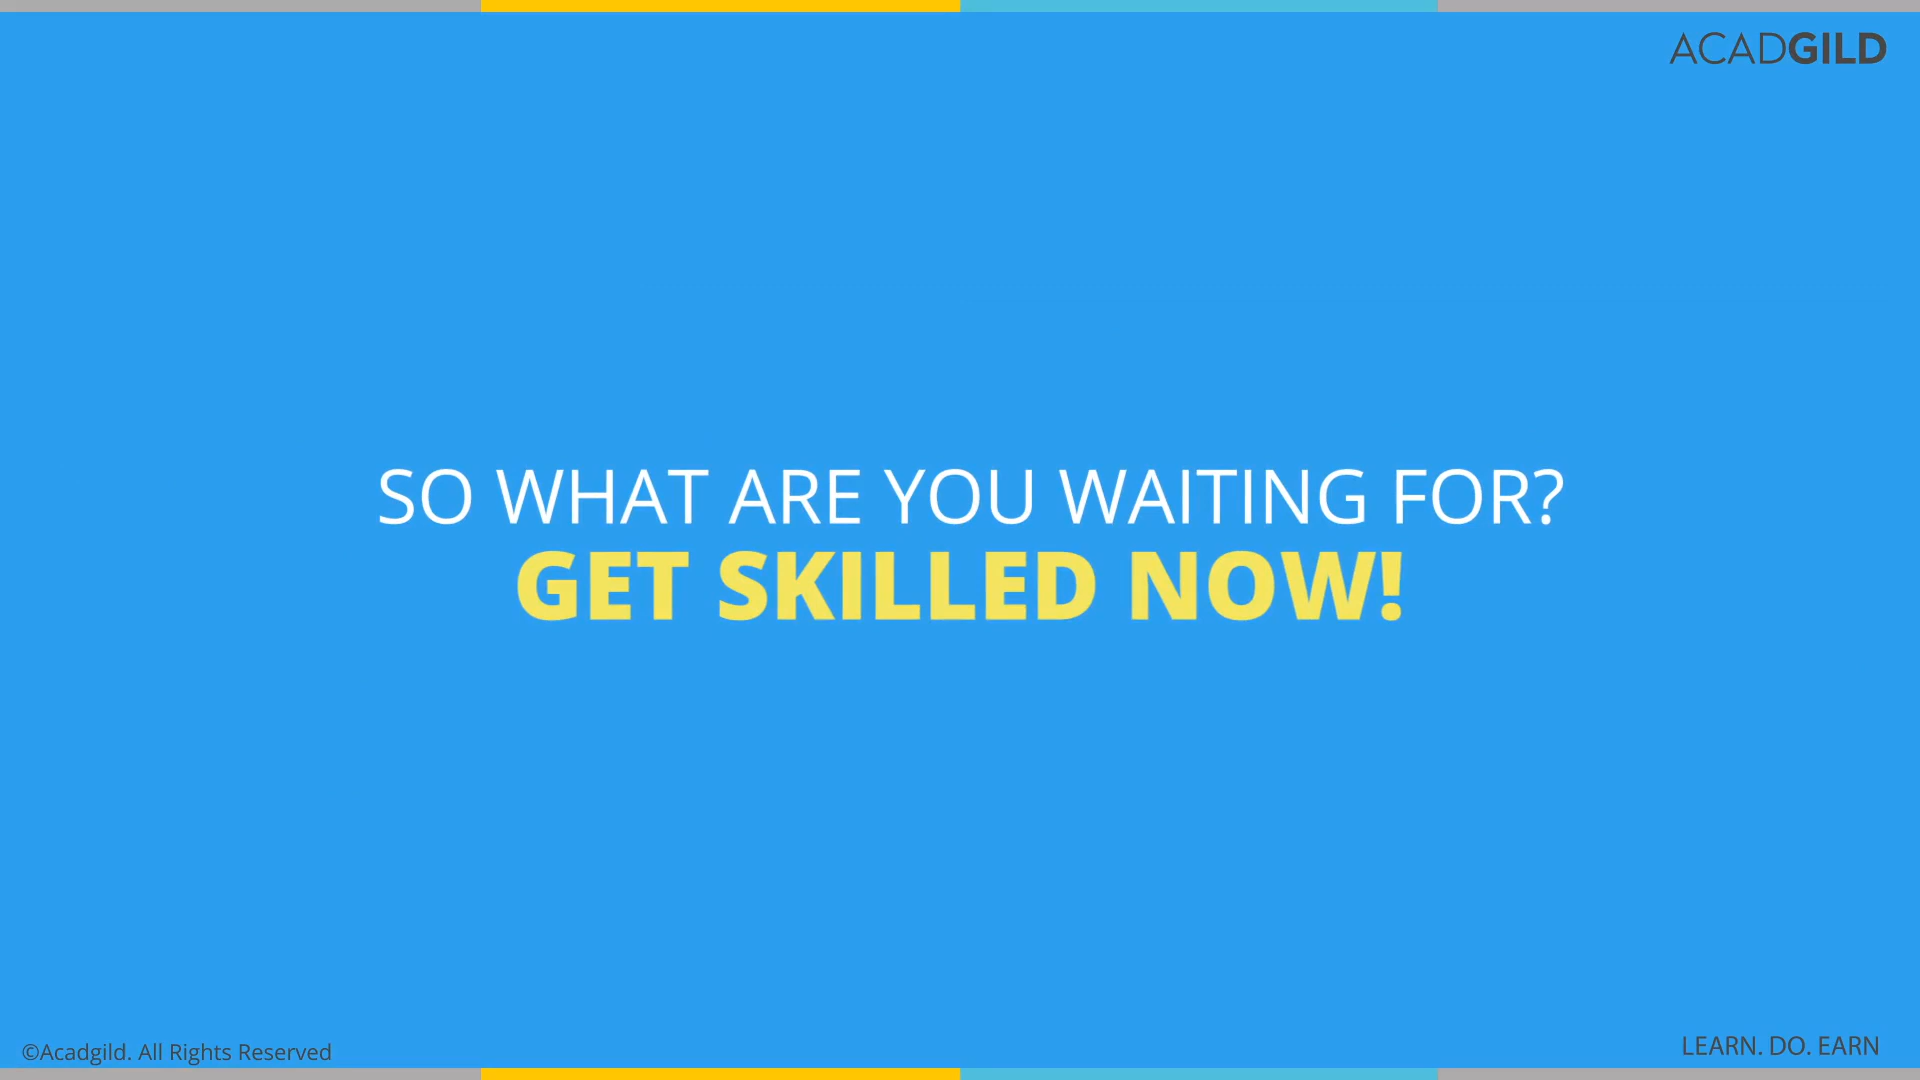 ACADGILD
SO WHAT ARE YOU WAITING FOR?
GET SKILLED NOW!
©Acadgild. All Rights Reserved
LEARN. DO. EARN